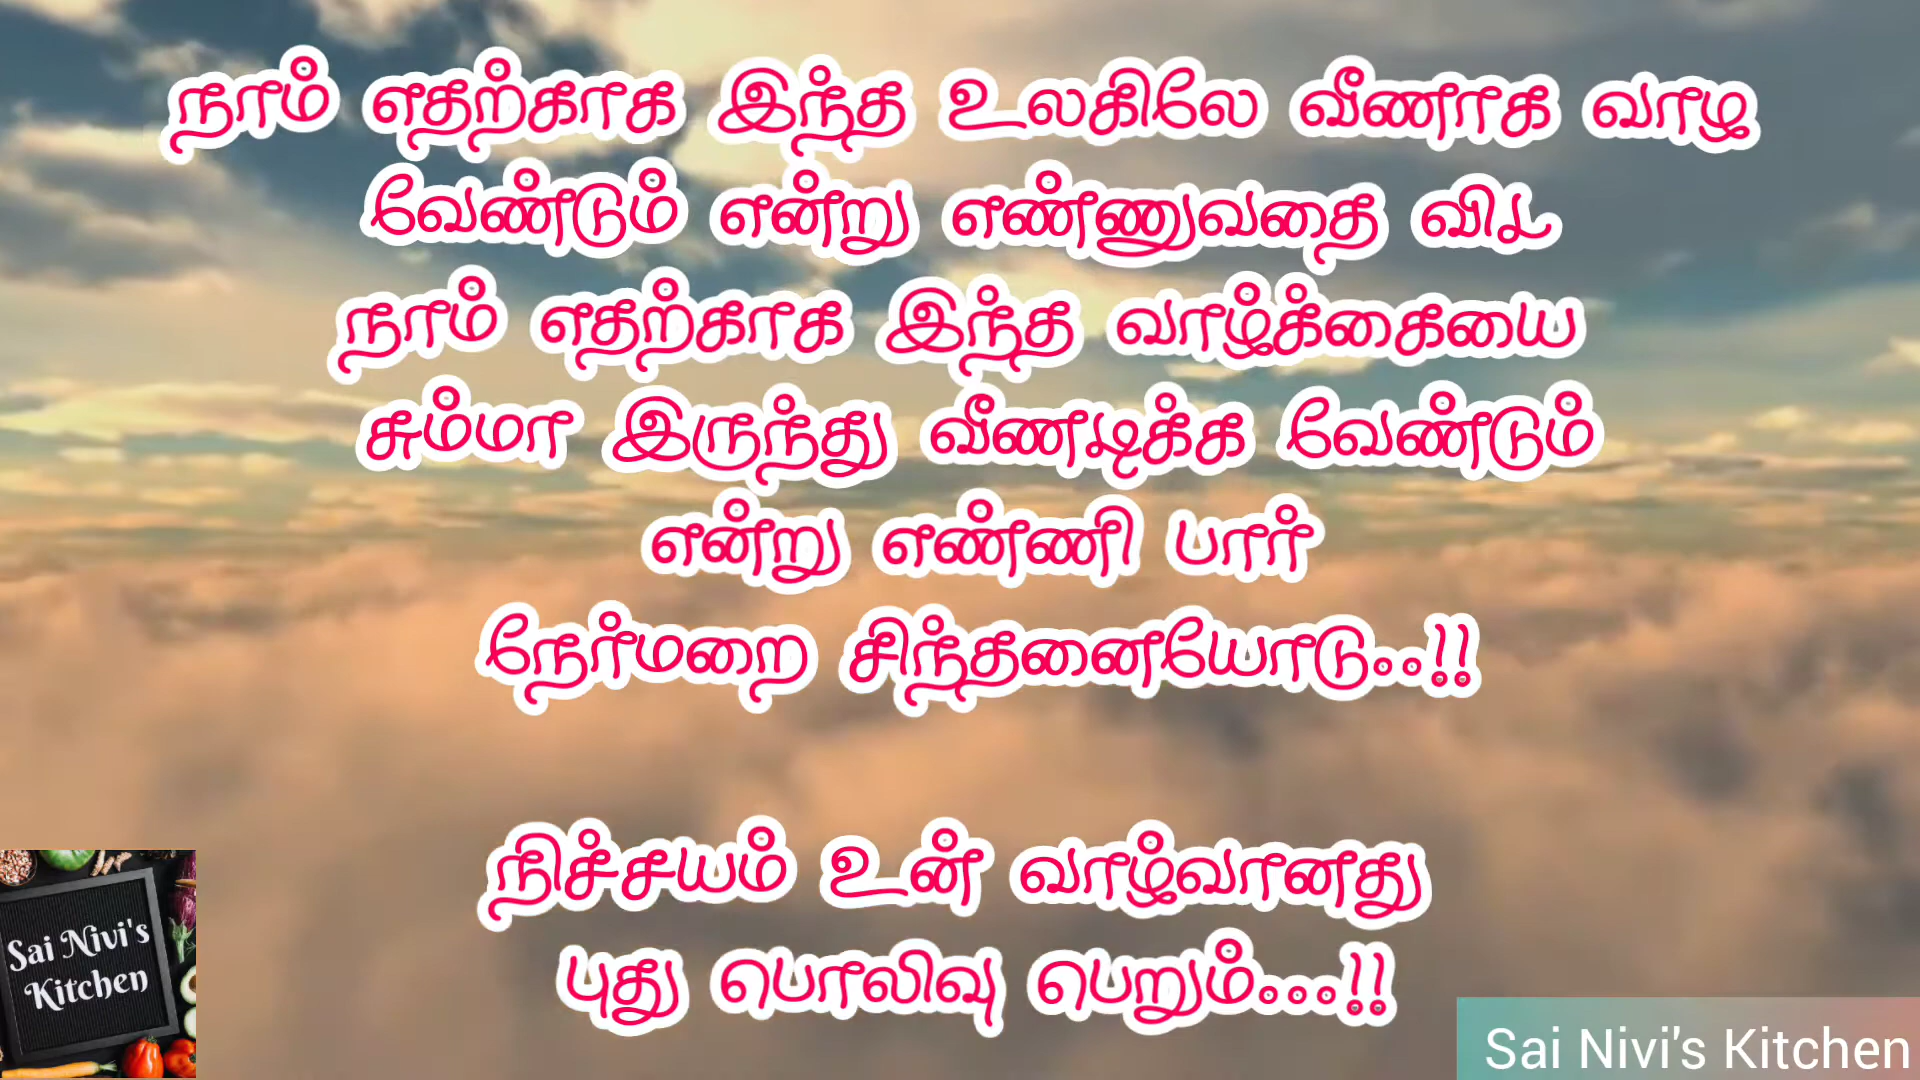 நாம் எதற்காக இந்த உலகிலே வீணாக வாழ
வேண்டும் என்று எண்ணுவதை விட
நாம் எதற்காக இந்த வாழ்க்கையை
சும்மா இருந்து வீணடிக்க வேண்டும்
என்று எண்ணி பார்
நேர்மறை சிந்தனையோடு..!!
நிச்சயம் உன் வாழ்வானது
புது பொலிவு பெறும்...!!
Sai Nivi's
Kitchen
Sai Nivi's Kitchen